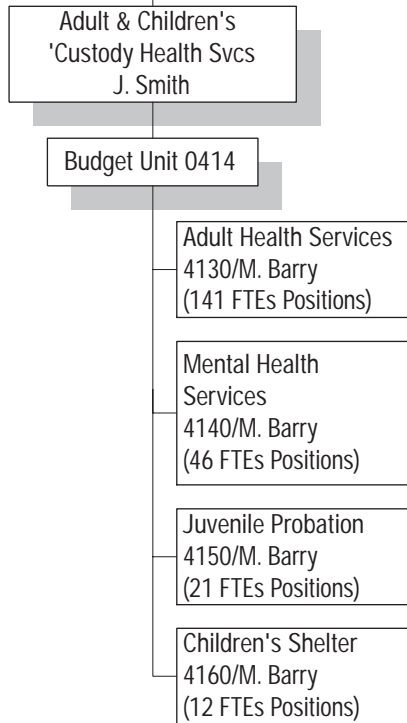 Adult & Children's
'Custody Health Svcs
J. Smith
Budget Unit 0414
Adult Health Services
4130/M. Barry
(141 FTEs Positions)
Mental Health
Services
4140/M. Barry
(46 FTEs Positions)
Juvenile Probation
4150/M. Barry
(21 FTEs Positions)
Children's Shelter
4160/M. Barry
(12 FTEs Positions)